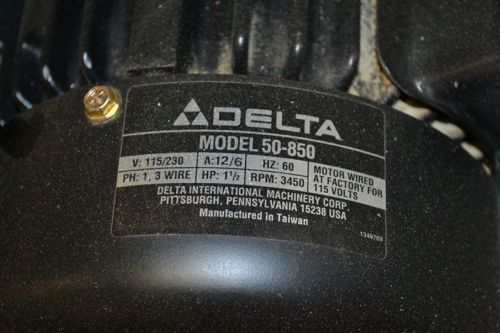 DELTA
MODEL 50-850
V: 115/230 A:12/6 HZ: 60
PH: 1, 3 WIRE HP: 1½ RPM: 3450
MOTOR WIRED
AT FACTORY FOR
115 VOLTS
DELTA INTERNATIONAL MACHINERY CORP.
PITTSBURGH, PENNSYLVANIA 15238 USA
Manufactured in Taiwan
1349769